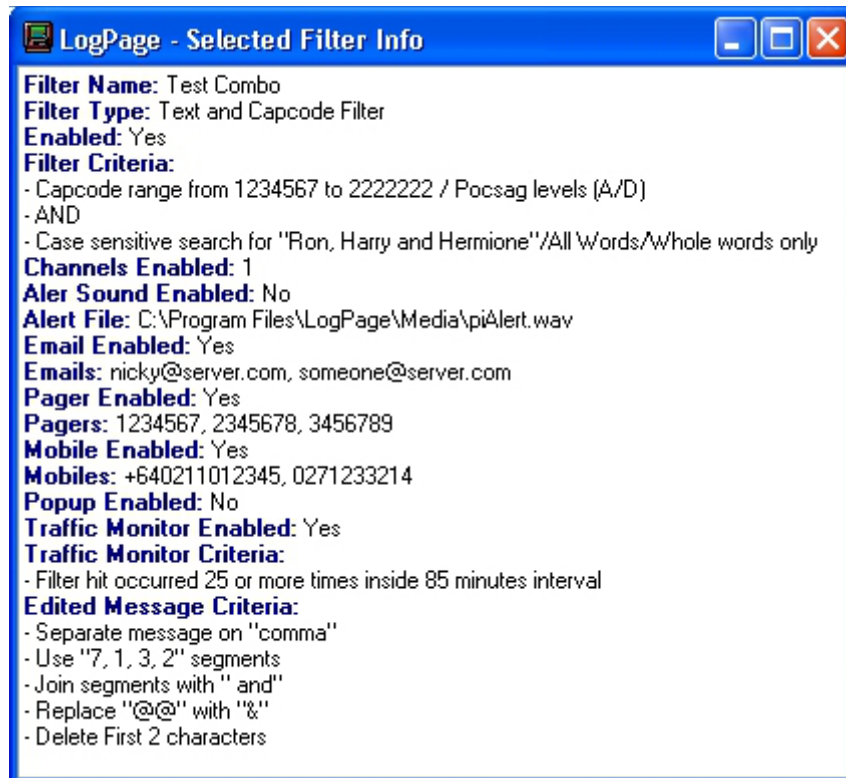 LogPage - Selected Filter Info
Filter Name: Test Combo
Filter Type: Text and Capcode Filter
Enabled: Yes
Filter Criteria:
- Capcode range from 1234567 to 2222222 / Pocsag levels (A/D)
- AND
- Case sensitive search for "Ron, Harry and Hermione"/All Words/Whole words only
Channels Enabled: 1
Aler Sound Enabled: No
Alert File: C:\Program Files\LogPage\Media\piAlert.wav
Email Enabled: Yes
Emails: nicky@server.com, someone@server.com
Pager Enabled: Yes
Pagers: 1234567, 2345678, 3456789
Mobile Enabled: Yes
Mobiles: +640211012345, 0271233214
Popup Enabled: No
Traffic Monitor Enabled: Yes
Traffic Monitor Criteria:
- Filter hit occurred 25 or more times inside 85 minutes interval
Edited Message Criteria:
- Separate message on "comma"
- Use "7, 1, 3, 2" segments
- Join segments with " and"
- Replace "@@" with "&"
- Delete First 2 characters